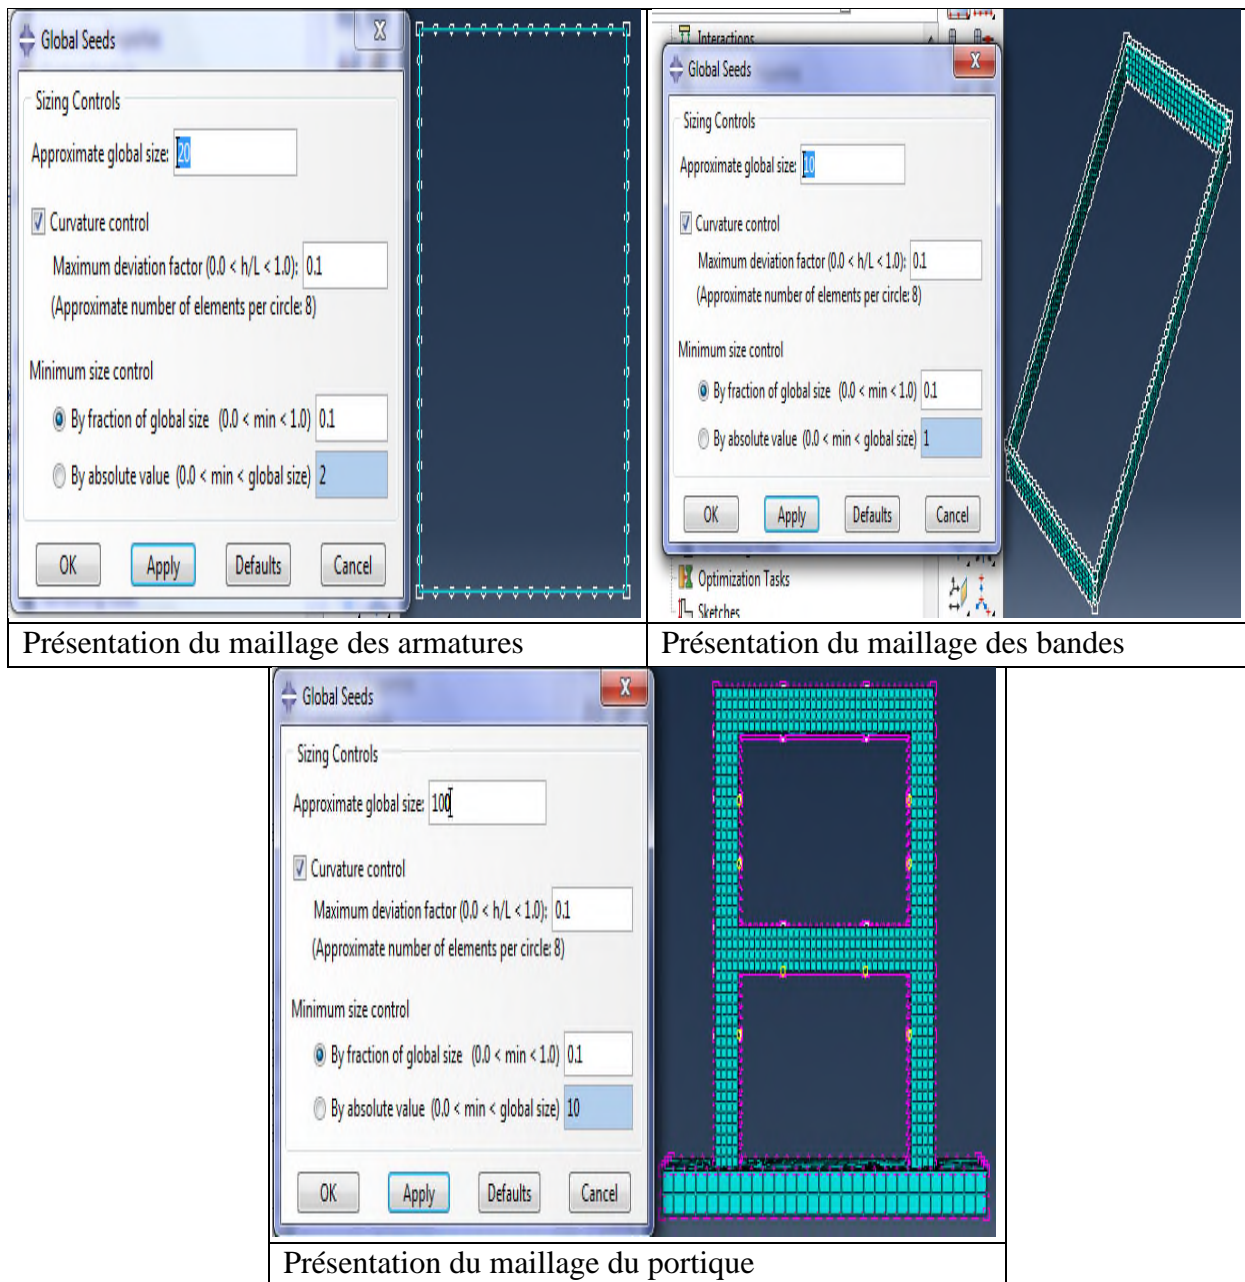 Global Seeds
X
Sizing Controls
Approximate global size: 20
Curvature control
Maximum deviation factor (0.0 < h/L < 1.0): 0.1
(Approximate number of elements per circle: 8)
Minimum size control
By fraction of global size (0.0 < min < 1.0) 0.1
By absolute value (0.0 < min < global size) 2
OK Apply Defaults Cancel
Présentation du maillage des armatures
Interactions
Global Seeds
X
Sizing Controls
Approximate global size: 10
Curvature control
Maximum deviation factor (0.0 < h/L < 1.0): 0.1
(Approximate number of elements per circle: 8)
Minimum size control
By fraction of global size (0.0 < min < 1.0) 0.1
By absolute value (0.0 < min < global size) 1
OK Apply Defaults Cancel
Optimization Tasks
Sketches
Présentation du maillage des bandes
Global Seeds
X
Sizing Controls
Approximate global size: 100
Curvature control
Maximum deviation factor (0.0 < h/L < 1.0): 0.1
(Approximate number of elements per circle: 8)
Minimum size control
By fraction of global size (0.0 < min < 1.0) 0.1
By absolute value (0.0 < min < global size) 10
OK Apply Defaults Cancel
Présentation du maillage du portique